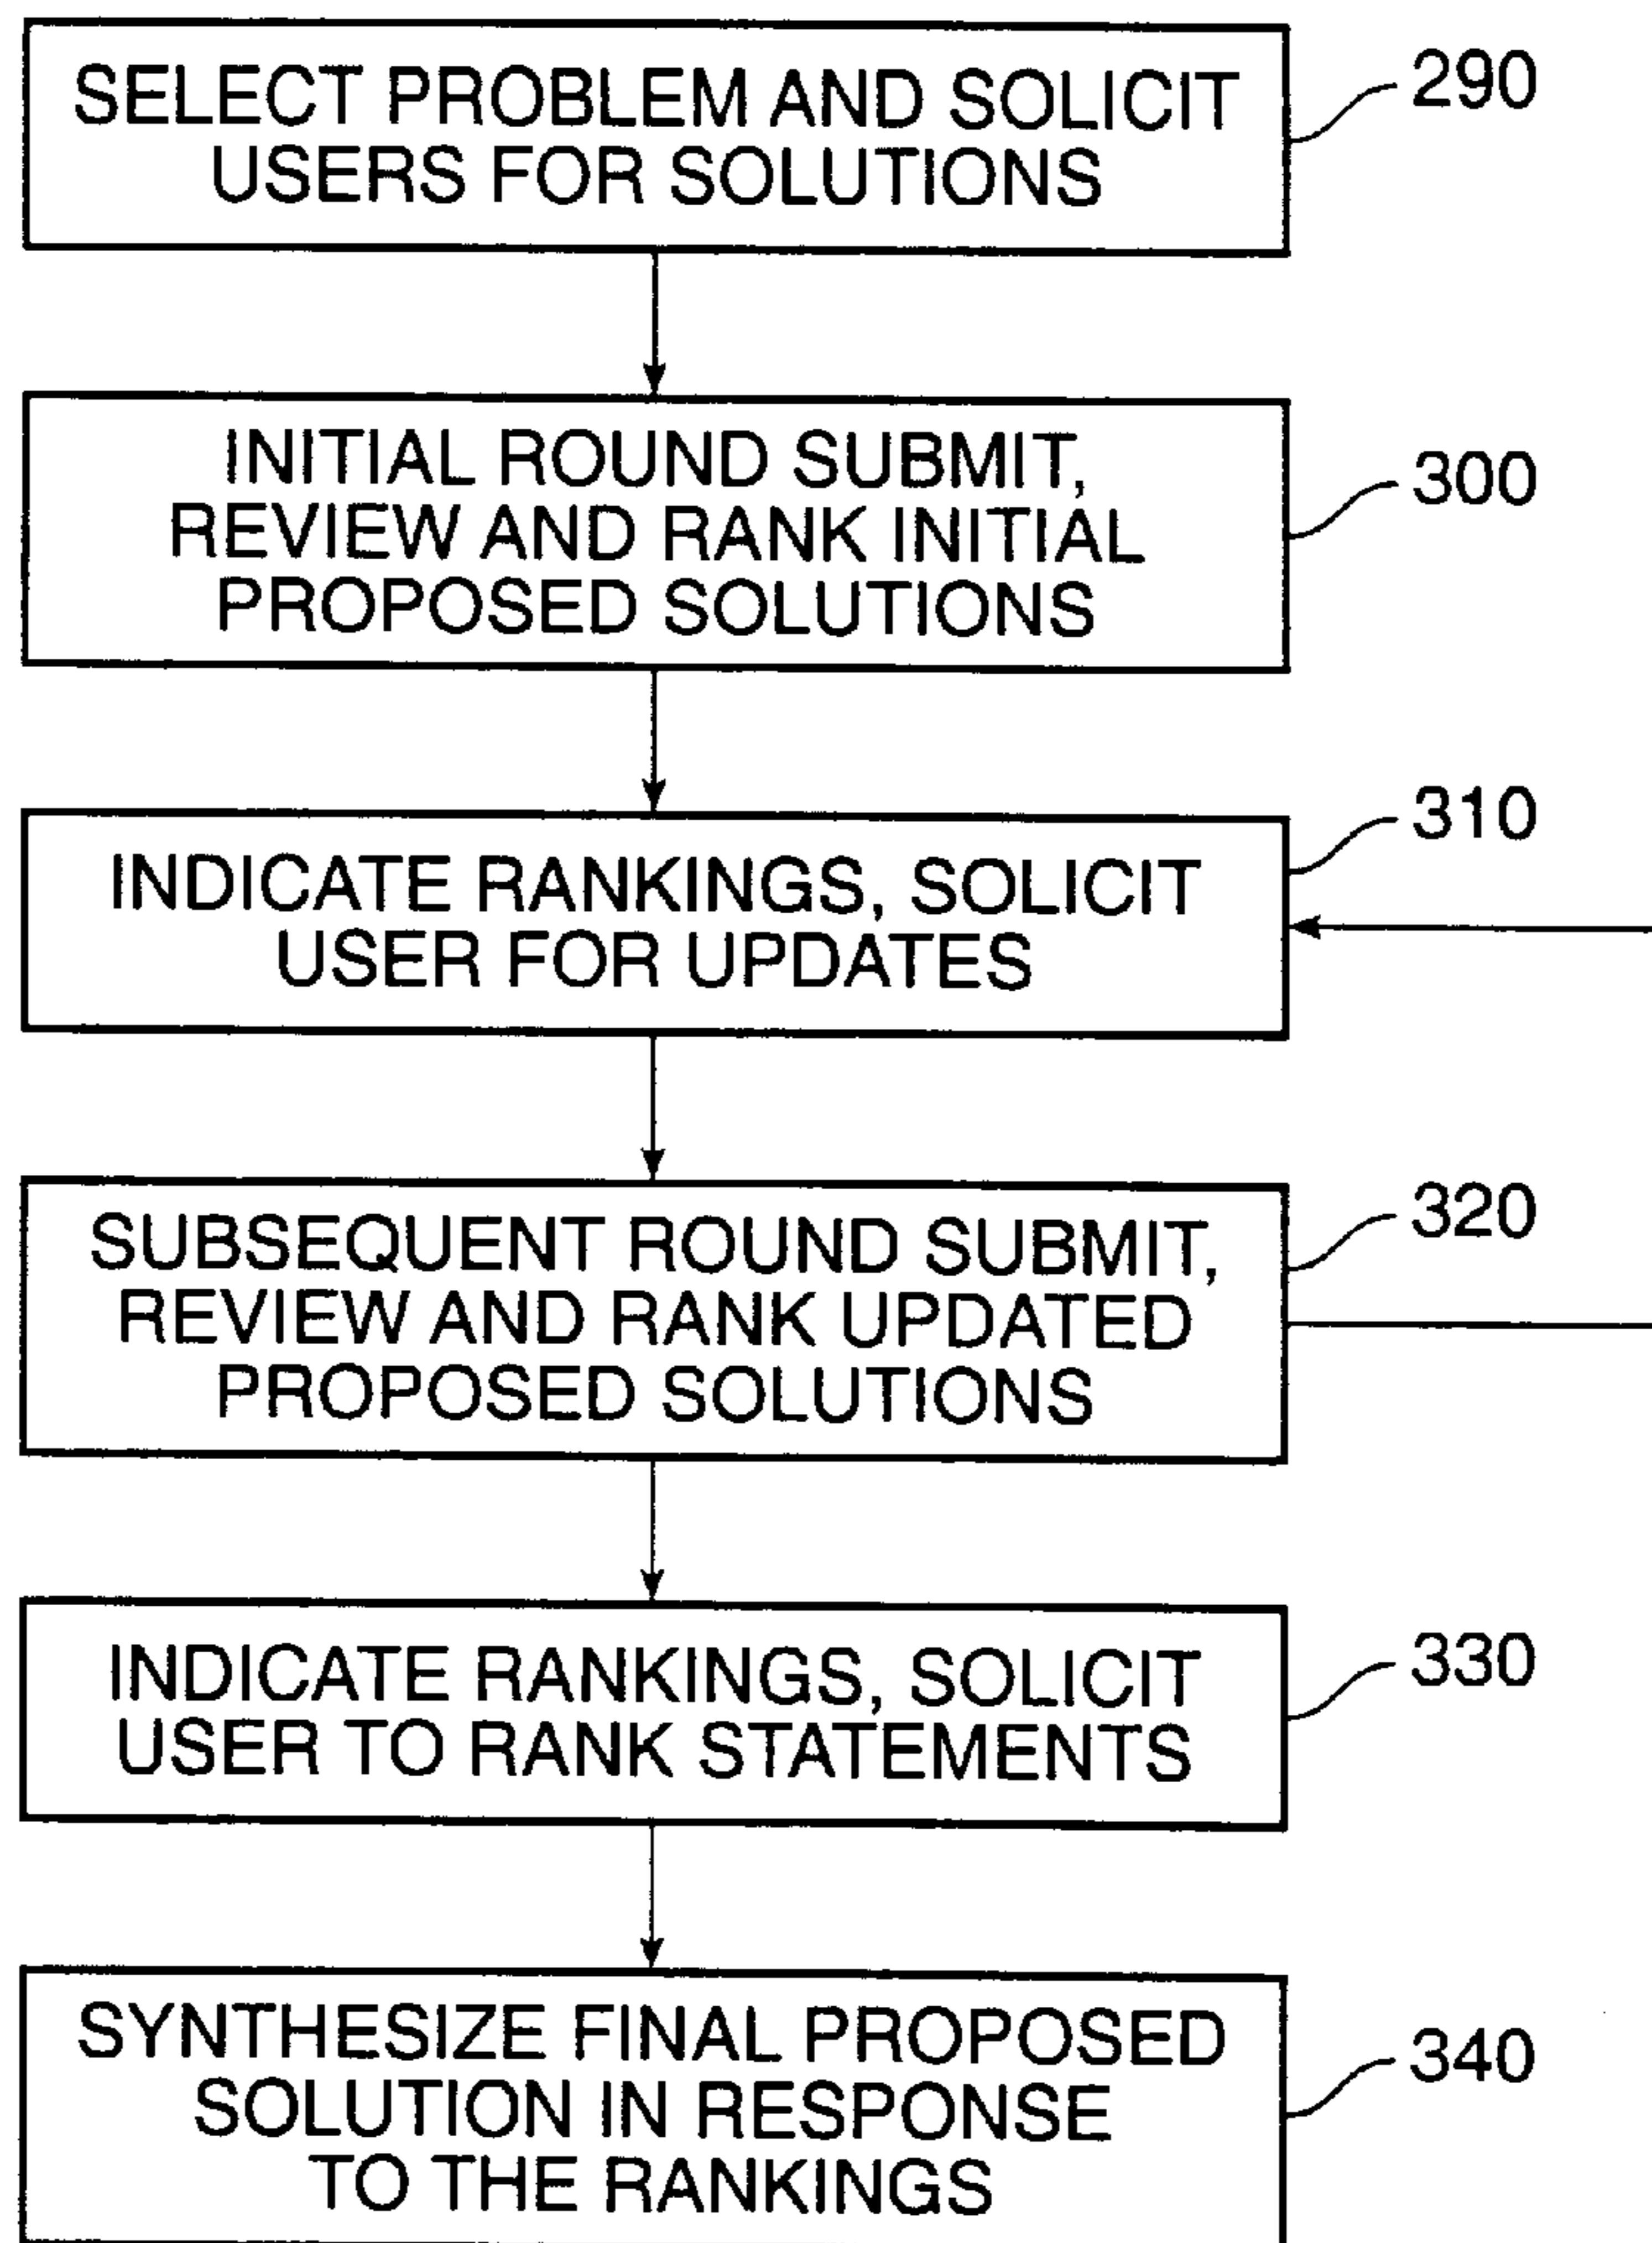 SELECT PROBLEM AND SOLICIT
USERS FOR SOLUTIONS
290
INITIAL ROUND SUBMIT,
REVIEW AND RANK INITIAL
PROPOSED SOLUTIONS
300
INDICATE RANKINGS, SOLICIT
USER FOR UPDATES
310
SUBSEQUENT ROUND SUBMIT,
REVIEW AND RANK UPDATED
PROPOSED SOLUTIONS
320
INDICATE RANKINGS, SOLICIT
USER TO RANK STATEMENTS
330
SYNTHESIZE FINAL PROPOSED
SOLUTION IN RESPONSE
TO THE RANKINGS
340